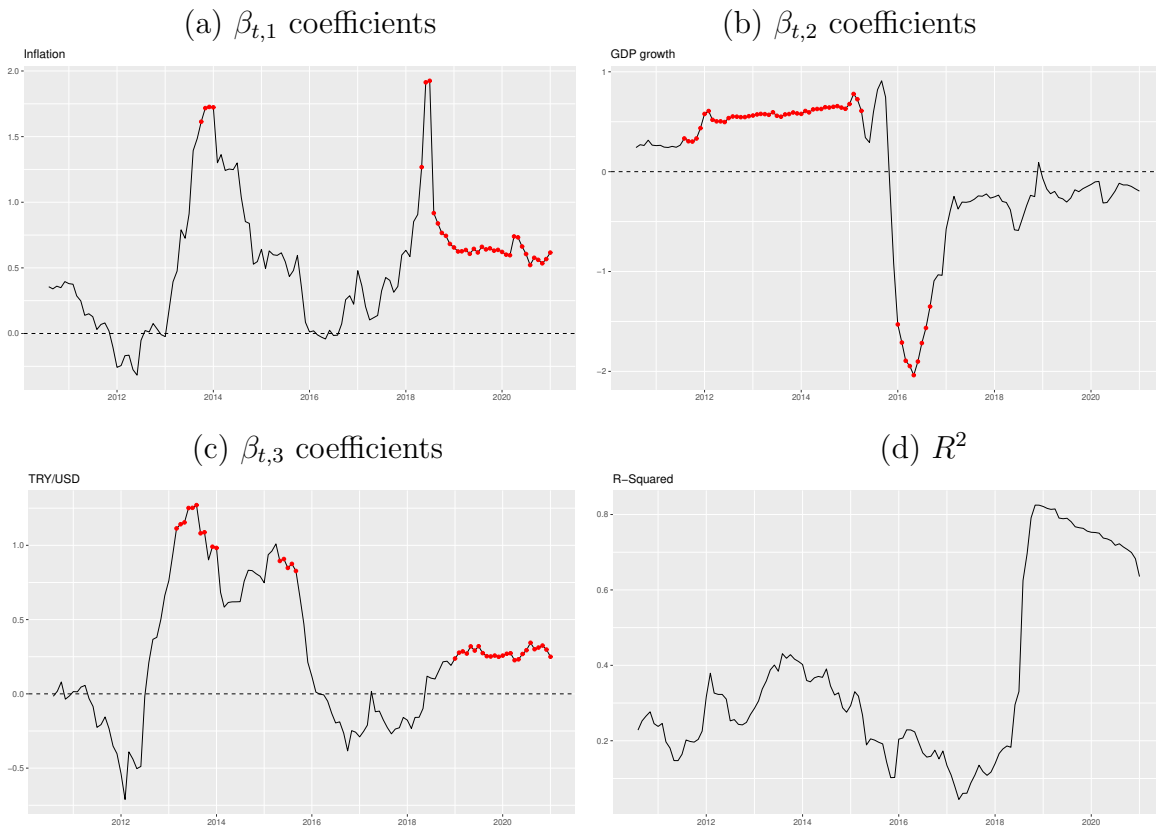 (a) βt,1 coefficients
Inflation
2.0
1.5
1.0
0.5
0.0
2012 2014 2016 2018 2020
(b) βt,2 coefficients
GDP growth
1
0
−1
−2
2012 2014 2016 2018 2020
(c) βt,3 coefficients
TRY/USD
1.0
0.5
0.0
−0.5
2012 2014 2016 2018 2020
(d) R²
R−Squared
0.8
0.6
0.4
0.2
2012 2014 2016 2018 2020